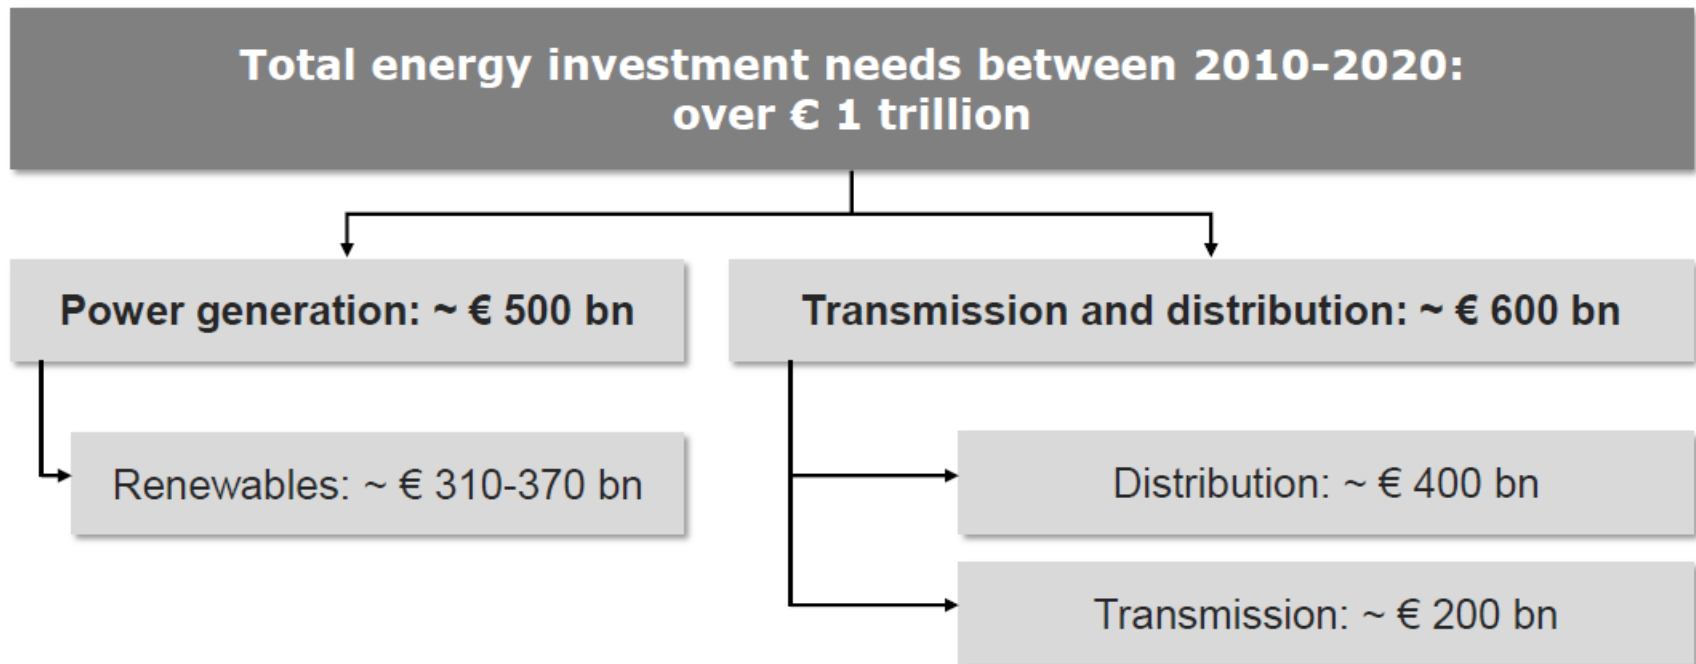 Total energy investment needs between 2010-2020:
over € 1 trillion
Power generation: ~ € 500 bn
Transmission and distribution: ~ € 600 bn
Renewables: ~ € 310-370 bn
Distribution: ~ € 400 bn
Transmission: ~ € 200 bn